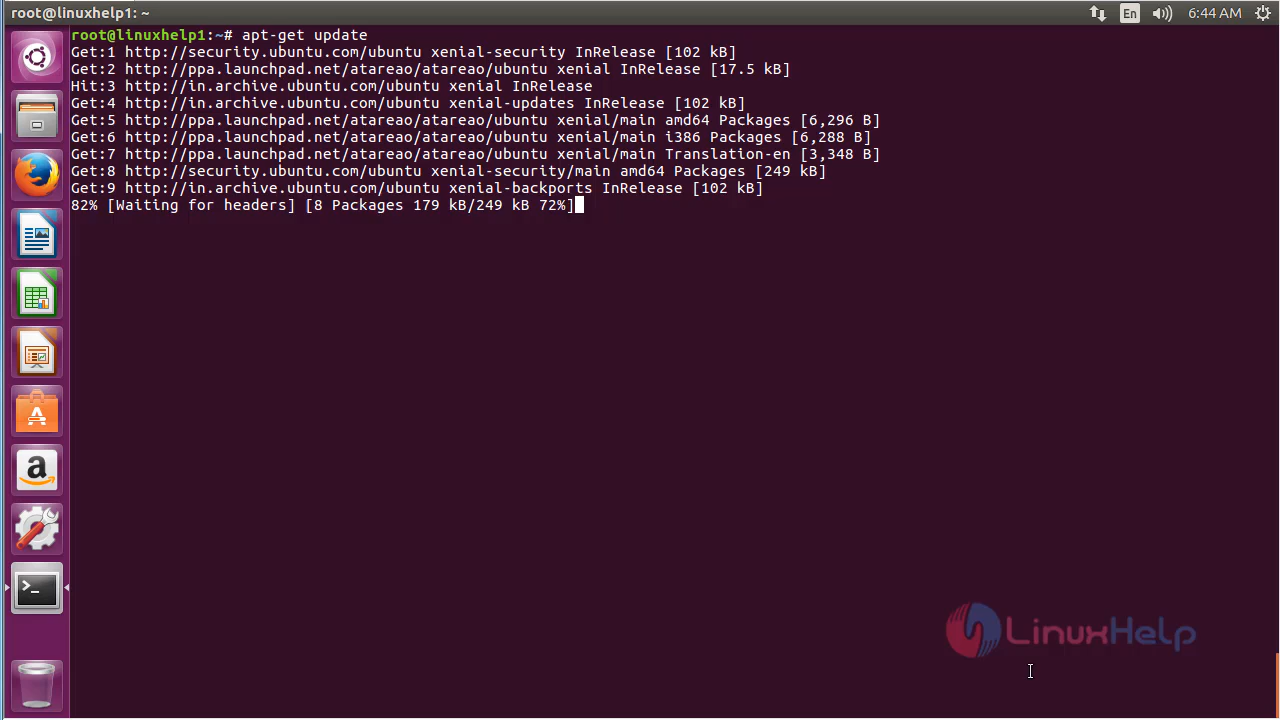 root@linuxhelp1: ~
En
6:44 AM
root@linuxhelp1:~# apt-get update
Get:1 http://security.ubuntu.com/ubuntu xenial-security InRelease [102 kB]
Get:2 http://ppa.launchpad.net/atareao/atareao/ubuntu xenial InRelease [17.5 kB]
Hit:3 http://in.archive.ubuntu.com/ubuntu xenial InRelease
Get:4 http://in.archive.ubuntu.com/ubuntu xenial-updates InRelease [102 kB]
Get:5 http://ppa.launchpad.net/atareao/atareao/ubuntu xenial/main amd64 Packages [6,296 B]
Get:6 http://ppa.launchpad.net/atareao/atareao/ubuntu xenial/main i386 Packages [6,288 B]
Get:7 http://ppa.launchpad.net/atareao/atareao/ubuntu xenial/main Translation-en [3,348 B]
Get:8 http://security.ubuntu.com/ubuntu xenial-security/main amd64 Packages [249 kB]
Get:9 http://in.archive.ubuntu.com/ubuntu xenial-backports InRelease [102 kB]
82% [Waiting for headers] [8 Packages 179 kB/249 kB 72%]
LinuxHelp